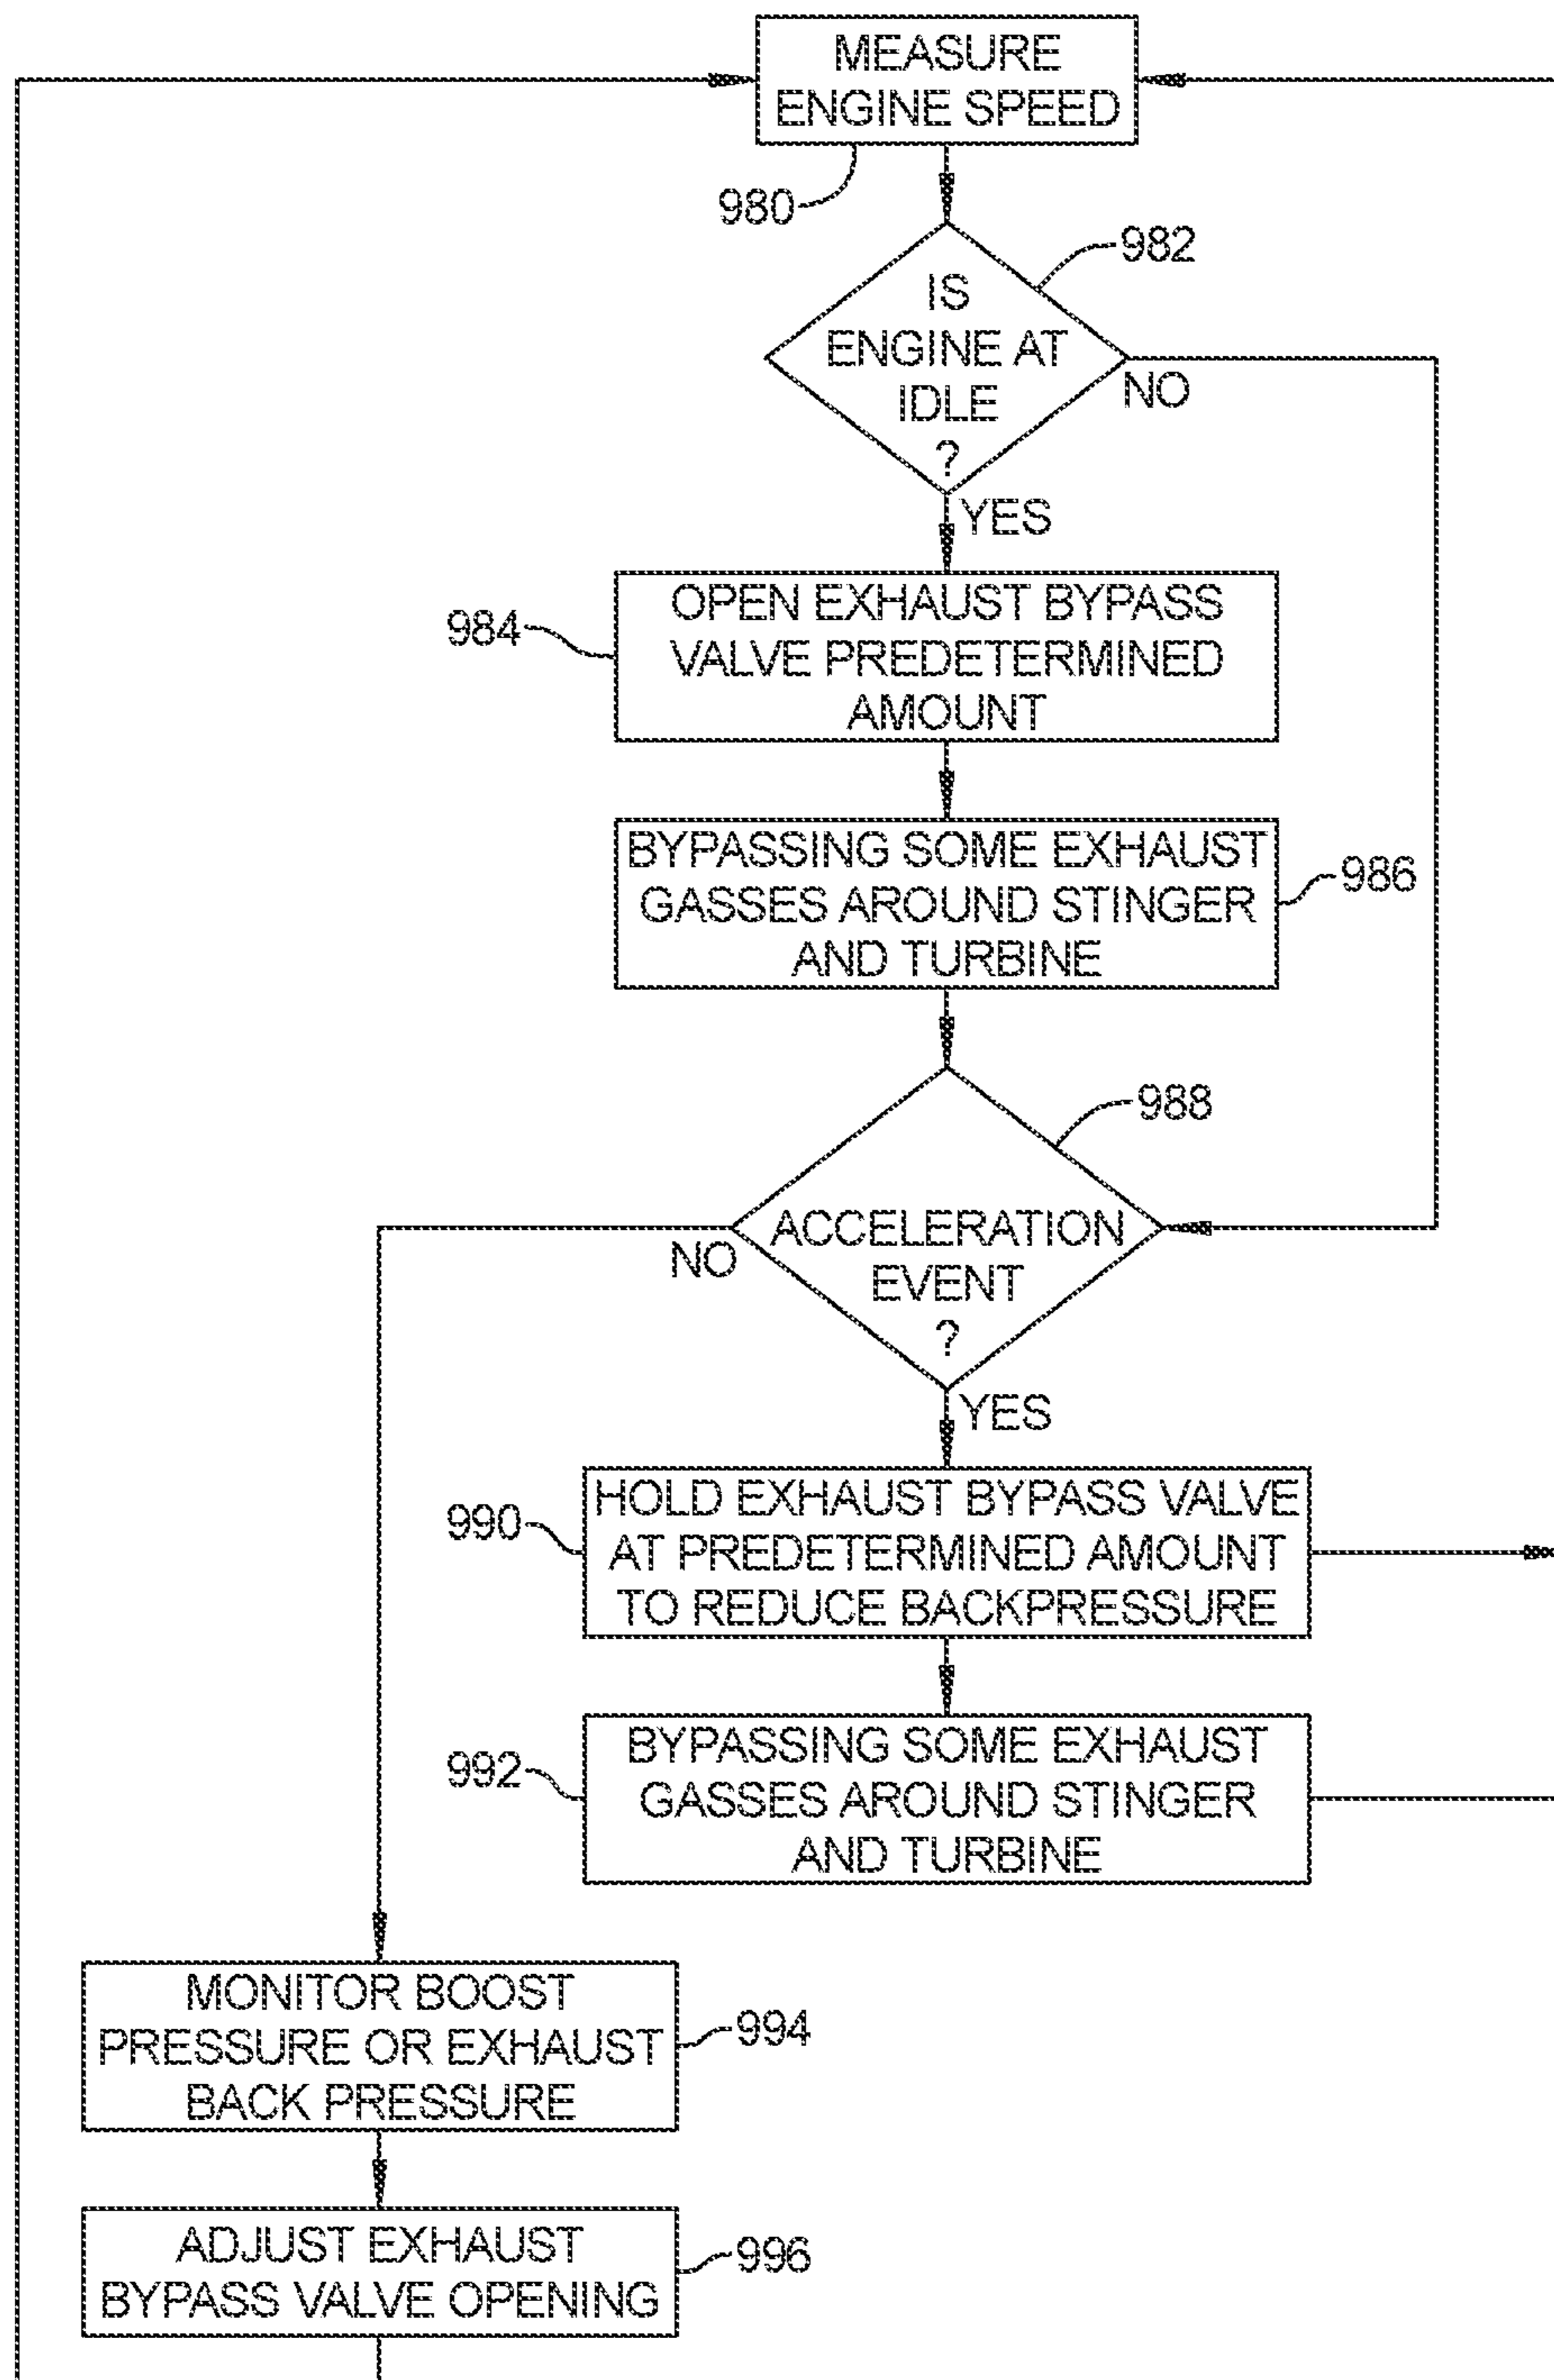 MEASURE
ENGINE SPEED
980
982
IS
ENGINE AT
IDLE
?
NO
YES
984
OPEN EXHAUST BYPASS
VALVE PREDETERMINED
AMOUNT
BYPASSING SOME EXHAUST
GASSES AROUND STINGER
AND TURBINE
986
988
ACCELERATION
EVENT
?
NO
YES
990
HOLD EXHAUST BYPASS VALVE
AT PREDETERMINED AMOUNT
TO REDUCE BACKPRESSURE
992
BYPASSING SOME EXHAUST
GASSES AROUND STINGER
AND TURBINE
MONITOR BOOST
PRESSURE OR EXHAUST
BACK PRESSURE
994
ADJUST EXHAUST
BYPASS VALVE OPENING
996